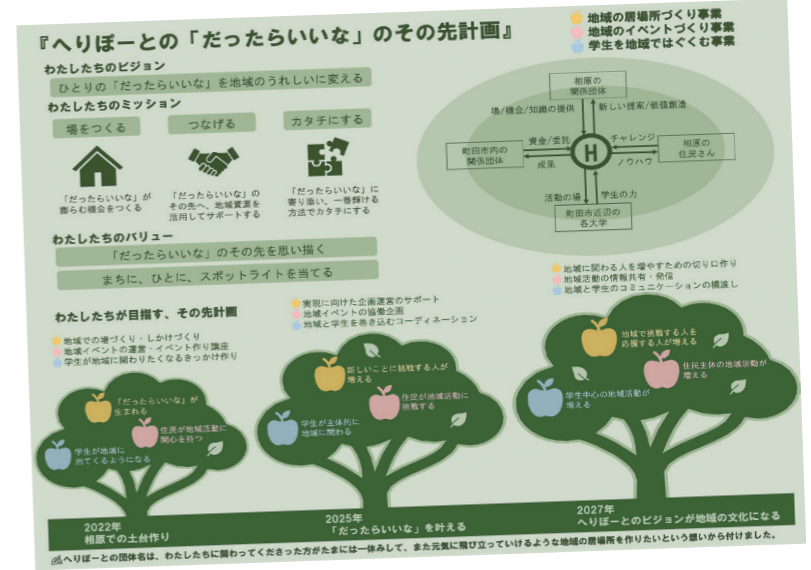 『へりぽーとの「だったらいいな」のその先計画』
地域の居場所づくり事業
地域のイベントづくり事業
学生を地域ではぐくむ事業
わたしたちのビジョン
ひとりの「だったらいいな」を地域のうれしいに変える
わたしたちのミッション
場をつくる
つなげる
カタチにする
「だったらいいな」が
膨らむ機会をつくる
「だったらいいな」の
その先へ、地域資源を
活用してサポートする
「だったらいいな」に
寄り添い、一番輝ける
方法でカタチにする
わたしたちのバリュー
「だったらいいな」のその先を思い描く
まちに、ひとに、スポットライトを当てる
相原の
関係団体
場/機会/知識の提供
新しい提案/価値創造
町田市内の
関係団体
資金/委託
成果
H
チャレンジ
ノウハウ
相原の
住民さん
活動の場
学生の力
町田市近辺の
各大学
わたしたちが目指す、その先計画
地域での場づくり・しかけづくり
地域イベントの運営・イベント作り講座
学生が地域に関わりたくなるきっかけ作り
「だったらいいな」が
生まれる
住民が地域活動に
関心を持つ
学生が地域に
出てくるようになる
2022年
相原での土台作り
実現に向けた企画運営のサポート
地域イベントの協働企画
地域と学生を巻き込むコーディネーション
新しいことに挑戦する人が
増える
住民が地域活動に
挑戦する
学生が主体的に
地域に関わる
2025年
「だったらいいな」を叶える
地域に関わる人を増やすための切り口作り
地域活動の情報共有・発信
地域と学生のコミュニケーションの橋渡し
地域で挑戦する人を
応援する人が増える
住民主体の地域活動が
増える
学生中心の地域活動が
増える
2027年
へりぽーとのビジョンが地域の文化になる
へりぽーとの団体名は、わたしたちに関わってくださった方がたまには一休みして、また元気に飛び立っていけるような地域の居場所を作りたいという想いから付けました。